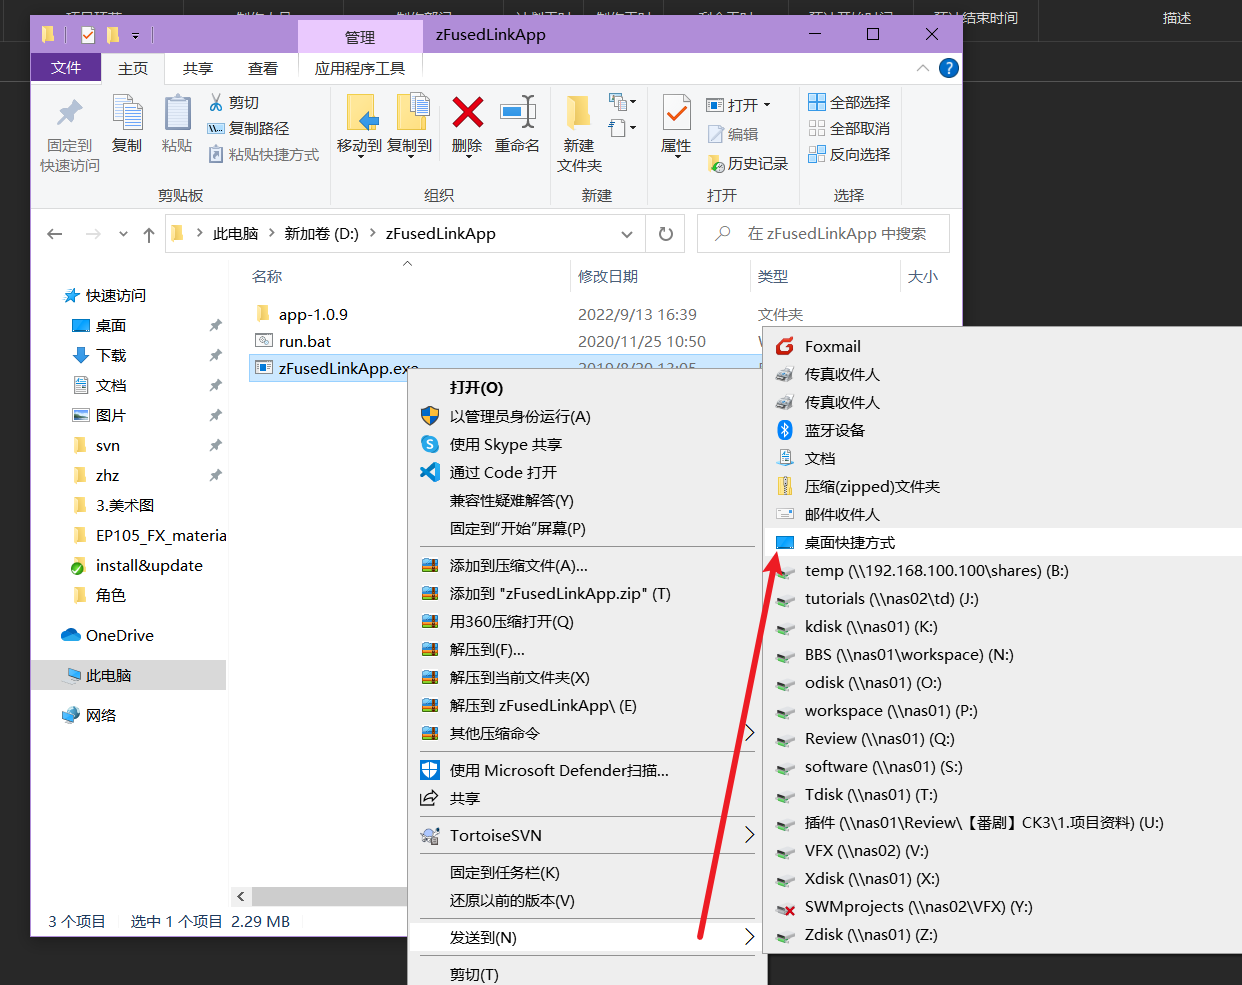 描述
管理
zFusedLinkApp
文件
主页
共享
查看
应用程序工具
固定到
快速访问
复制
粘贴
剪切
复制路径
粘贴快捷方式
剪贴板
移动到
复制到
删除
重命名
组织
新建
文件夹
新建
属性
打开
编辑
历史记录
打开
全部选择
全部取消
反向选择
选择
此电脑
新加卷 (D:)
zFusedLinkApp
在 zFusedLinkApp 中搜索
名称
修改日期
类型
大小
快速访问
桌面
下载
文档
图片
svn
zhz
3.美术图
EP105_FX_materia
install&update
角色
OneDrive
此电脑
网络
app-1.0.9
2022/9/13 16:39
文件夹
run.bat
2020/11/25 10:50
zFusedLinkApp.exe
3 个项目
选中 1 个项目 2.29 MB
打开(O)
以管理员身份运行(A)
使用 Skype 共享
通过 Code 打开
兼容性疑难解答(Y)
固定到“开始”屏幕(P)
添加到压缩文件(A)...
添加到 "zFusedLinkApp.zip" (T)
用360压缩打开(Q)
解压到(F)...
解压到当前文件夹(X)
解压到 zFusedLinkApp\ (E)
其他压缩命令
使用 Microsoft Defender扫描...
共享
TortoiseSVN
固定到任务栏(K)
还原以前的版本(V)
发送到(N)
剪切(T)
Foxmail
传真收件人
传真收件人
蓝牙设备
文档
压缩(zipped)文件夹
邮件收件人
桌面快捷方式
temp (\\192.168.100.100\shares) (B:)
tutorials (\\nas02\td) (J:)
kdisk (\\nas01) (K:)
BBS (\\nas01\workspace) (N:)
odisk (\\nas01) (O:)
workspace (\\nas01) (P:)
Review (\\nas01) (Q:)
software (\\nas01) (S:)
Tdisk (\\nas01) (T:)
插件 (\\nas01\Review\【番剧】CK3\1.项目资料) (U:)
VFX (\\nas02) (V:)
Xdisk (\\nas01) (X:)
SWMprojects (\\nas02\VFX) (Y:)
Zdisk (\\nas01) (Z:)